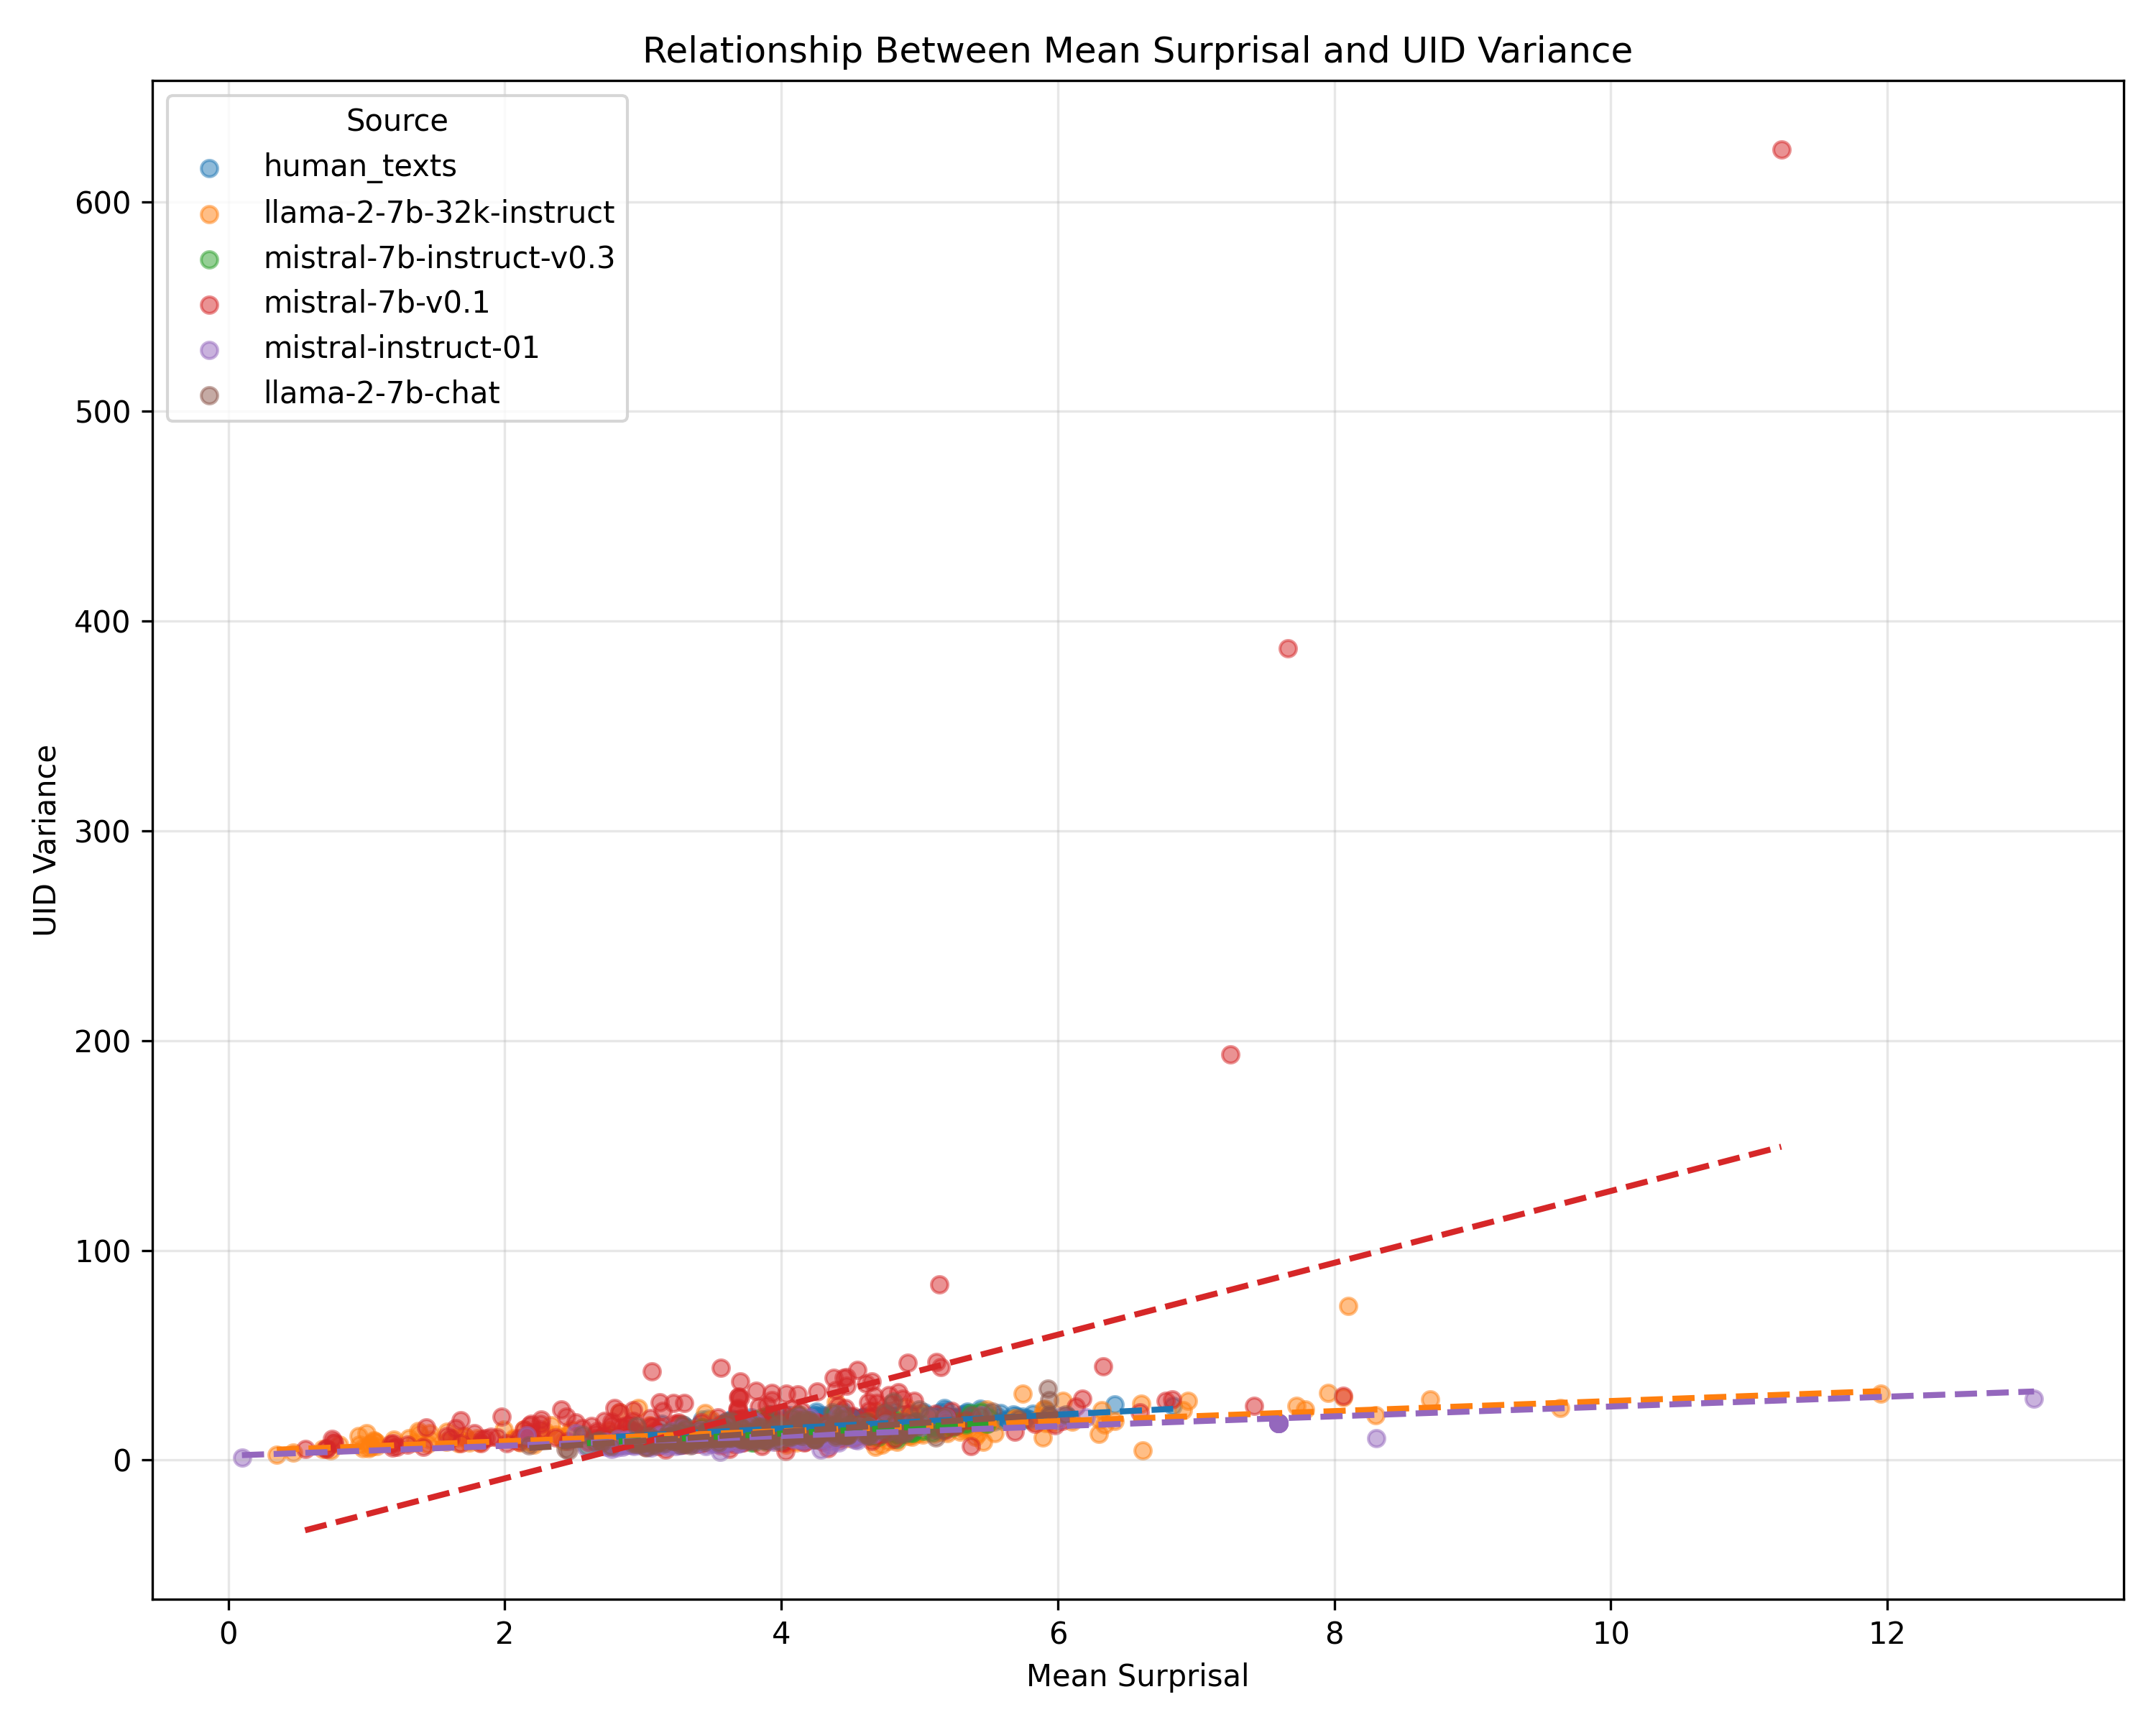 Relationship Between Mean Surprisal and UID Variance
Source
human_texts
llama-2-7b-32k-instruct
mistral-7b-instruct-v0.3
mistral-7b-v0.1
mistral-instruct-01
llama-2-7b-chat
600
500
400
300
200
100
0
UID Variance
0 2 4 6 8 10 12
Mean Surprisal